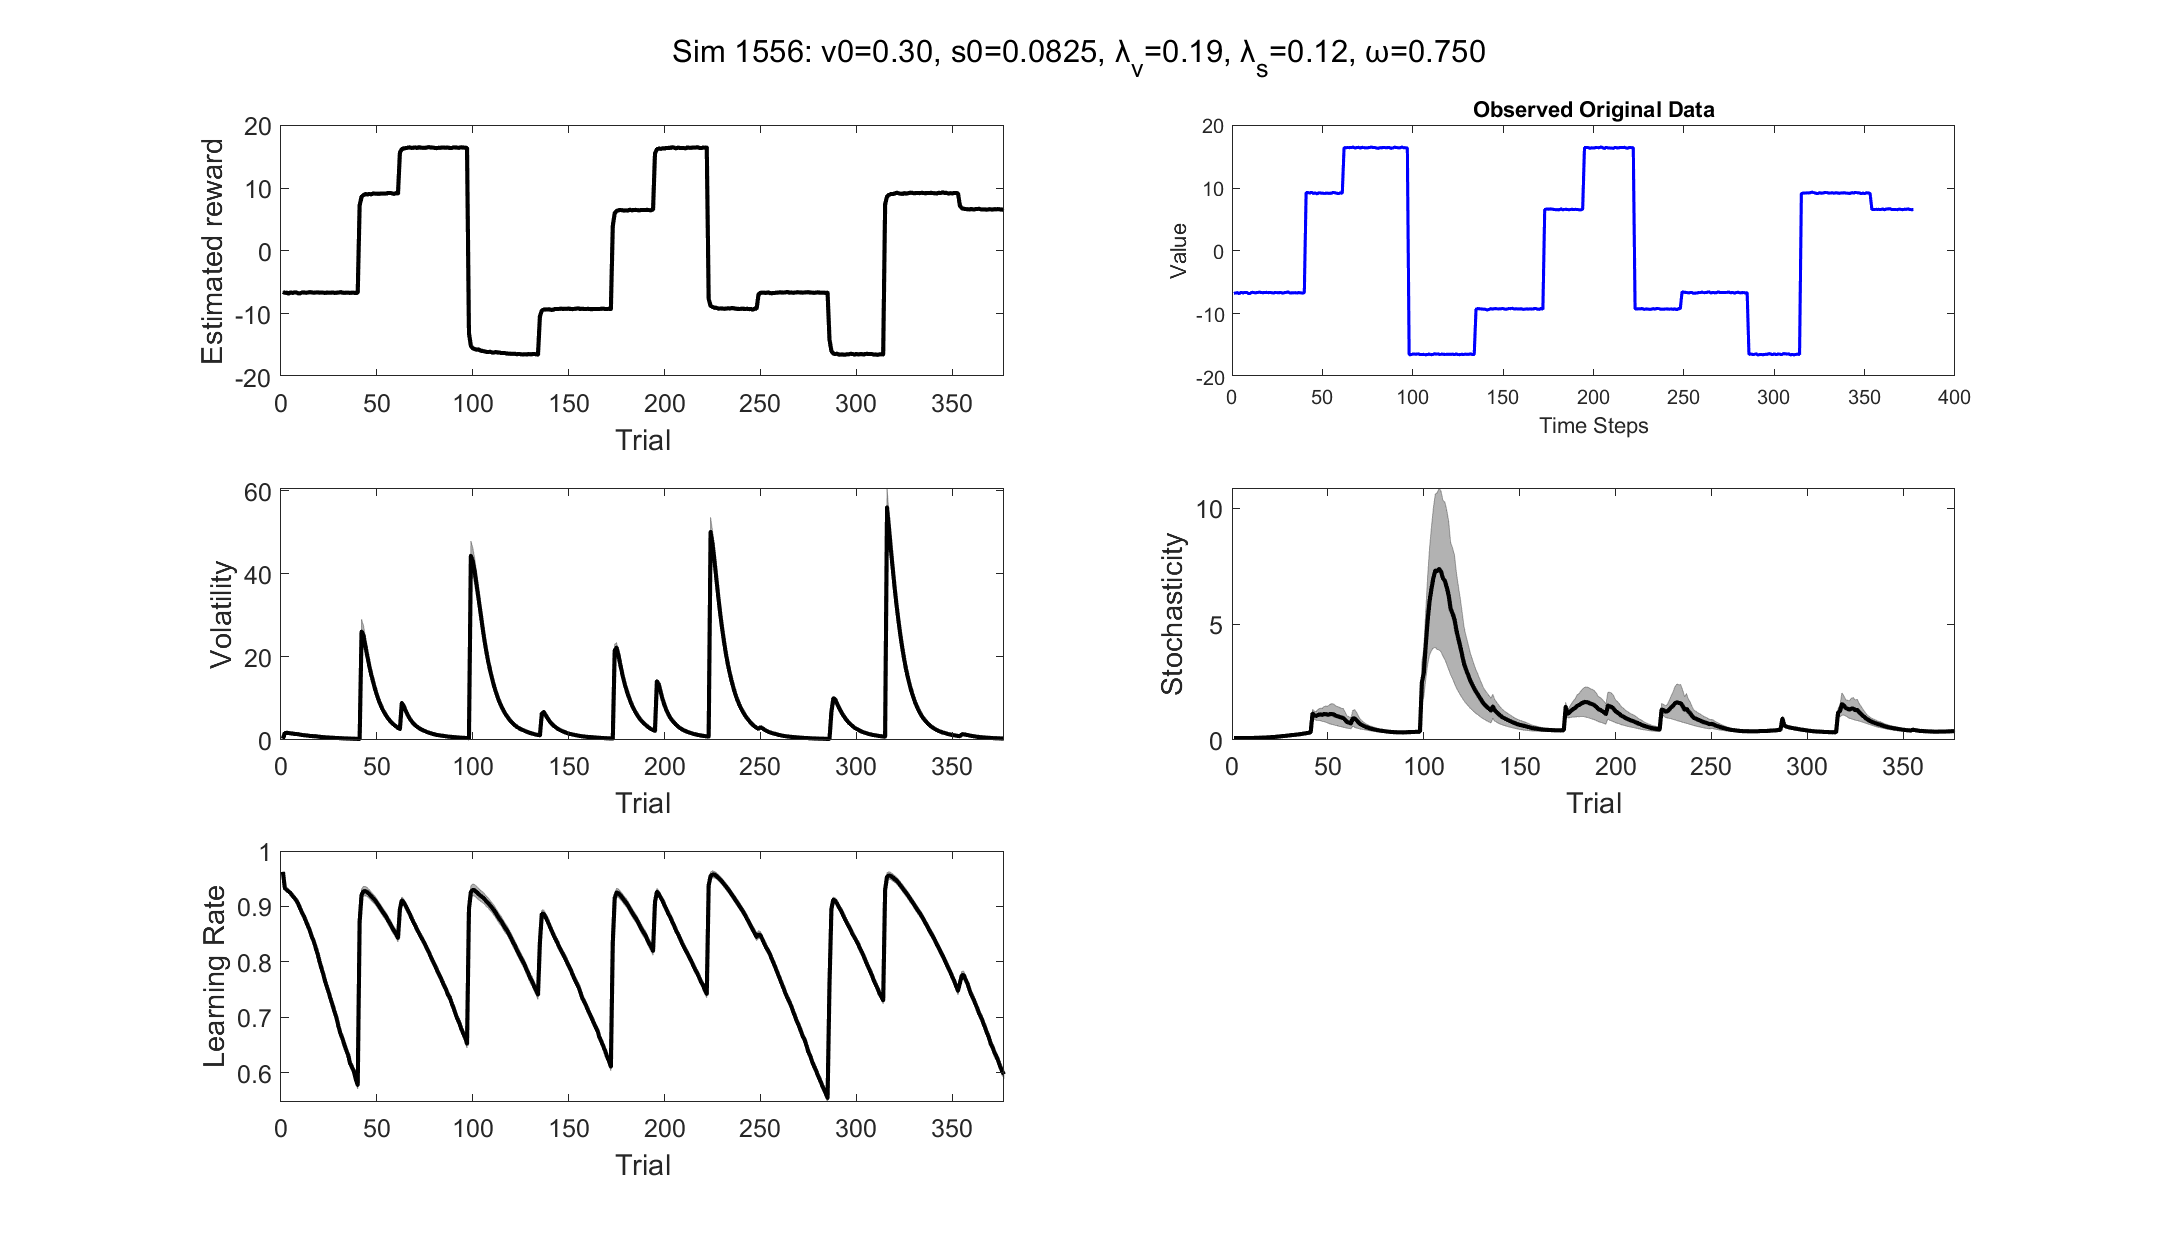 Sim 1556: v0=0.30, s0=0.0825, λv=0.19, λs=0.12, ω=0.750
Estimated reward
20
10
0
-10
-20
0 50 100 150 200 250 300 350
Trial
Observed Original Data
Value
20
10
0
-10
-20
0 50 100 150 200 250 300 350 400
Time Steps
Volatility
60
40
20
0
0 50 100 150 200 250 300 350
Trial
Stochasticity
10
5
0
0 50 100 150 200 250 300 350
Trial
Learning Rate
1
0.9
0.8
0.7
0.6
0 50 100 150 200 250 300 350
Trial